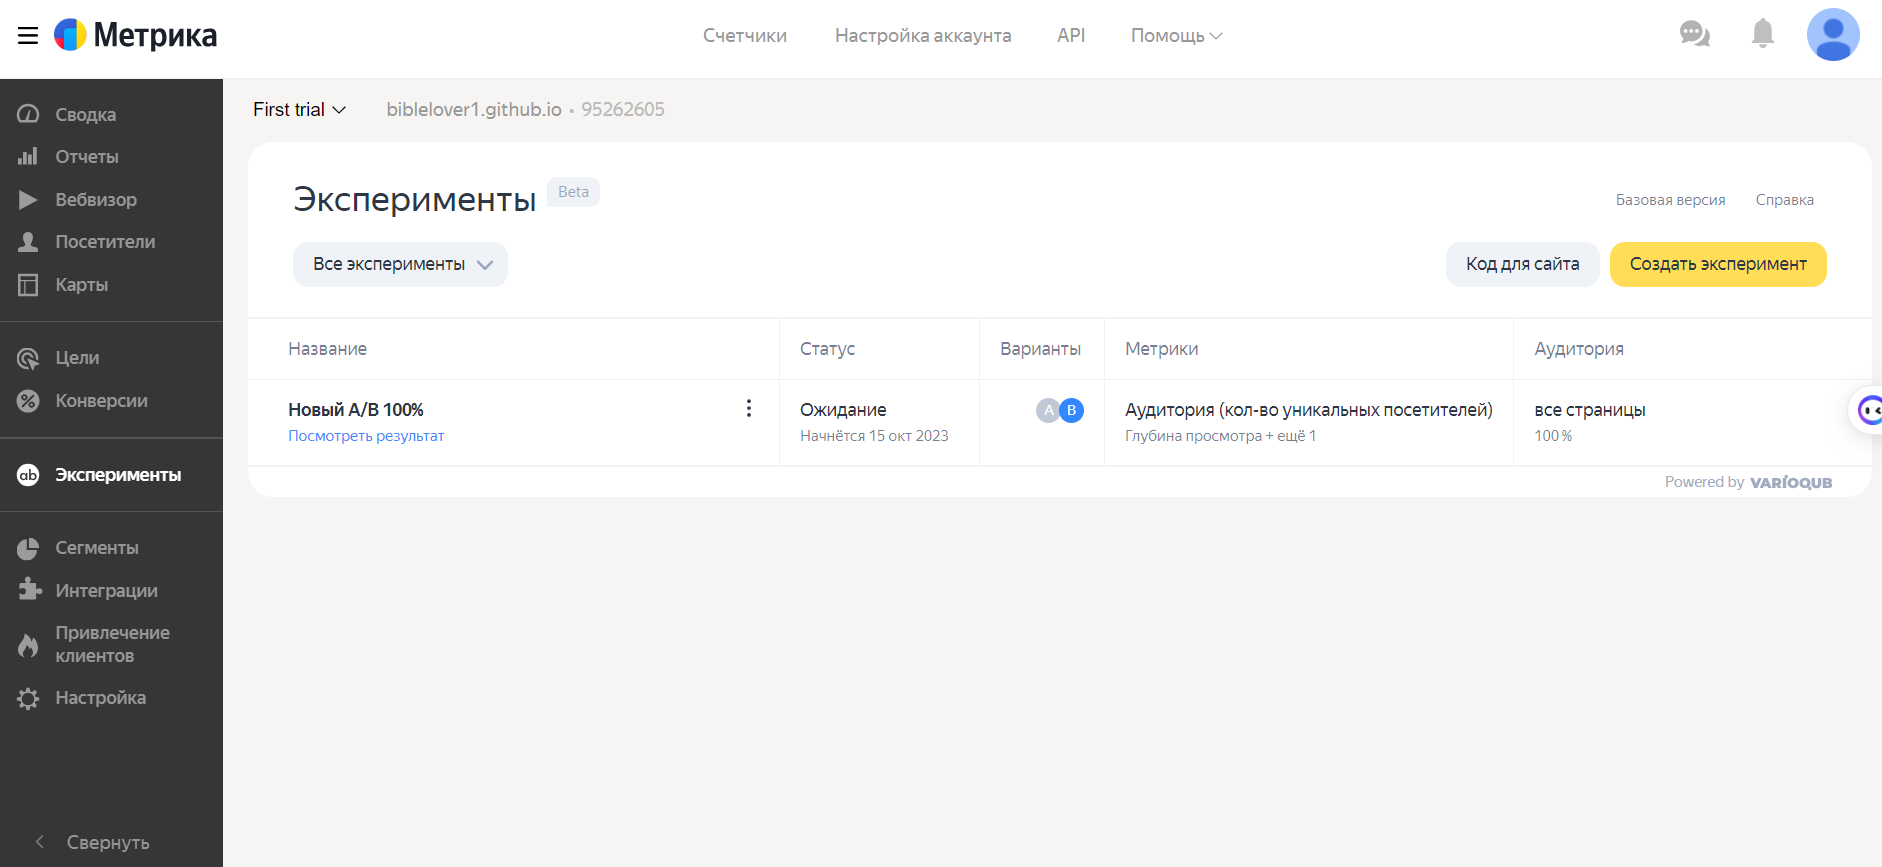 Метрика
Счетчики
Настройка аккаунта
API
Помощь
Сводка
Отчеты
Вебвизор
Посетители
Карты
Цели
Конверсии
ab
Эксперименты
Сегменты
Интеграции
Привлечение
клиентов
Настройка
Свернуть
First trial
biblelover1.github.io • 95262605
Эксперименты
Beta
Базовая версия
Справка
Все эксперименты
Код для сайта
Создать эксперимент
Название
Статус
Варианты
Метрики
Аудитория
Новый A/B 100%
Посмотреть результат
Ожидание
Начнётся 15 окт 2023
A
B
Аудитория (кол-во уникальных посетителей)
Глубина просмотра + ещё 1
все страницы
100 %
Powered by VARIOQUB